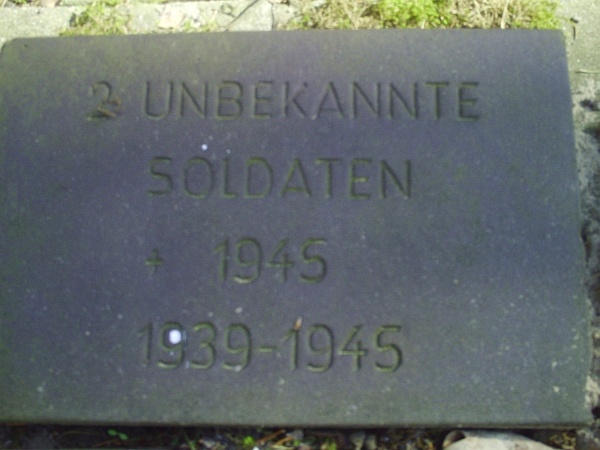 2 UNBEKANNTE
SOLDATEN
+ 1945
1939-1945